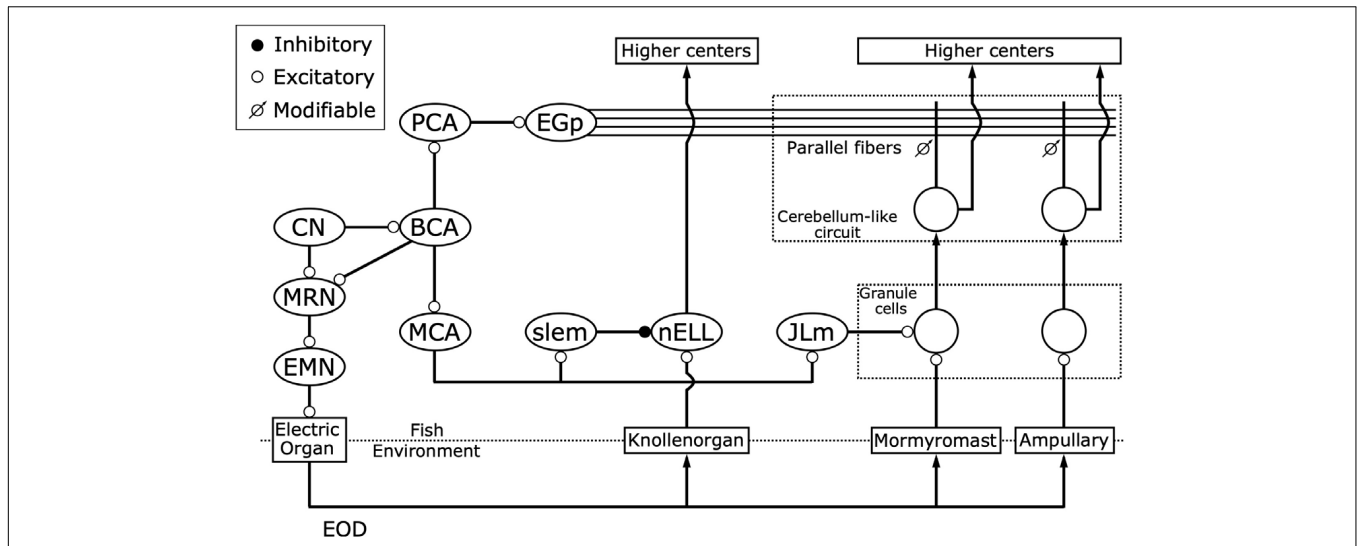 Inhibitory
Excitatory
Modifiable
Higher centers
Higher centers
PCA
EGp
Parallel fibers
CN
BCA
Cerebellum-like
circuit
MRN
Granule
cells
MCA
slem
nELL
JLm
EMN
Electric
Organ
Fish
Environment
Knollenorgan
Mormyromast
Ampullary
EOD